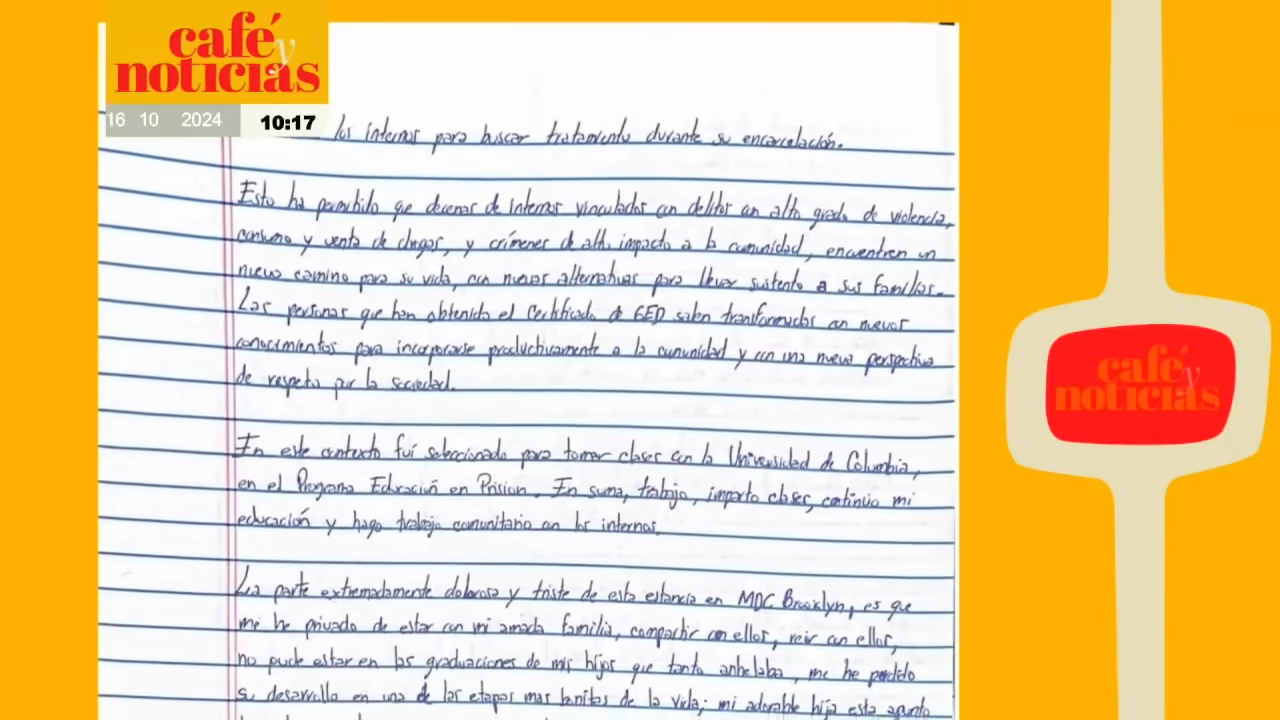 café y
noticias
16 10 2024 10:17
los internos para buscar tratamiento durante su encarcelación.
Esto ha permitido que decenas de internos vinculados con delitos con alto grado de violencia,
consumo y venta de drogas, y crímenes de alto impacto a la comunidad, encuentren un
nuevo camino para su vida, con nuevas alternativas para llevar sustento a sus familias.
Las personas que han obtenido el Certificado de GED salen transformados con nuevos
conocimientos para incorporarse productivamente a la comunidad y con una nueva perspectiva
de respeto por la sociedad.
En este contexto fuí seleccionado para tomar clases con la Universidad de Columbia,
en el Programa Educación en Prision. En suma, trabajo, imparto clases, continúo mi
educación y hago trabajo comunitario con los internos.
La parte extremadamente dolorosa y triste de esta estancia en MDC Brooklyn, es que
me he privado de estar con mi amada familia, compartir con ellos, reir con ellos,
no pude estar en las graduaciones de mis hijos que tanto anhelaba, me he perdido
su desarrollo en una de las etapas mas bonitas de la vida; mi adorable hija esta apunto
café y
noticias